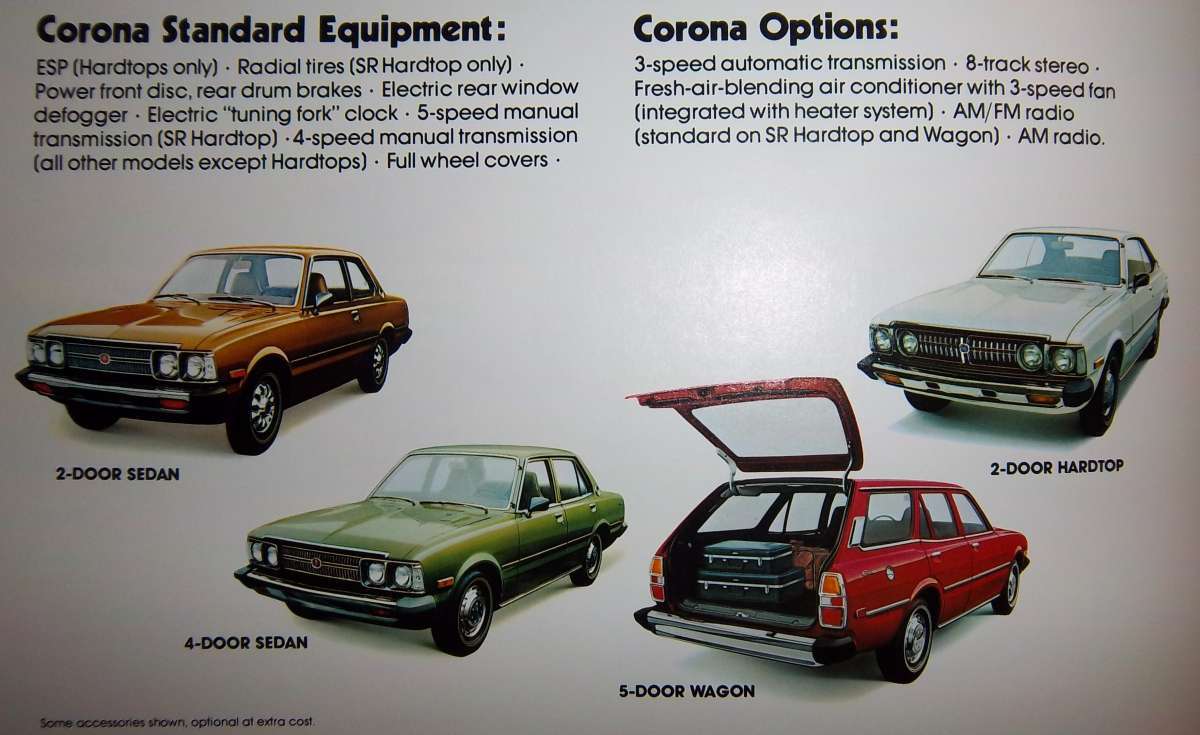 Corona Standard Equipment:
ESP (Hardtops only) · Radial tires (SR Hardtop only) ·
Power front disc, rear drum brakes · Electric rear window
defogger · Electric "tuning fork" clock · 5-speed manual
transmission (SR Hardtop) · 4-speed manual transmission
(all other models except Hardtops) · Full wheel covers ·
Corona Options:
3-speed automatic transmission · 8-track stereo ·
Fresh-air-blending air conditioner with 3-speed fan
(integrated with heater system) · AM/FM radio
(standard on SR Hardtop and Wagon) · AM radio.
2-DOOR SEDAN
2-DOOR HARDTOP
4-DOOR SEDAN
5-DOOR WAGON
Some accessories shown, optional at extra cost.